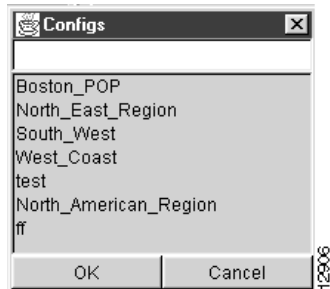 Configs
Boston_POP
North_East_Region
South_West
West_Coast
test
North_American_Region
ff
OK Cancel
12906